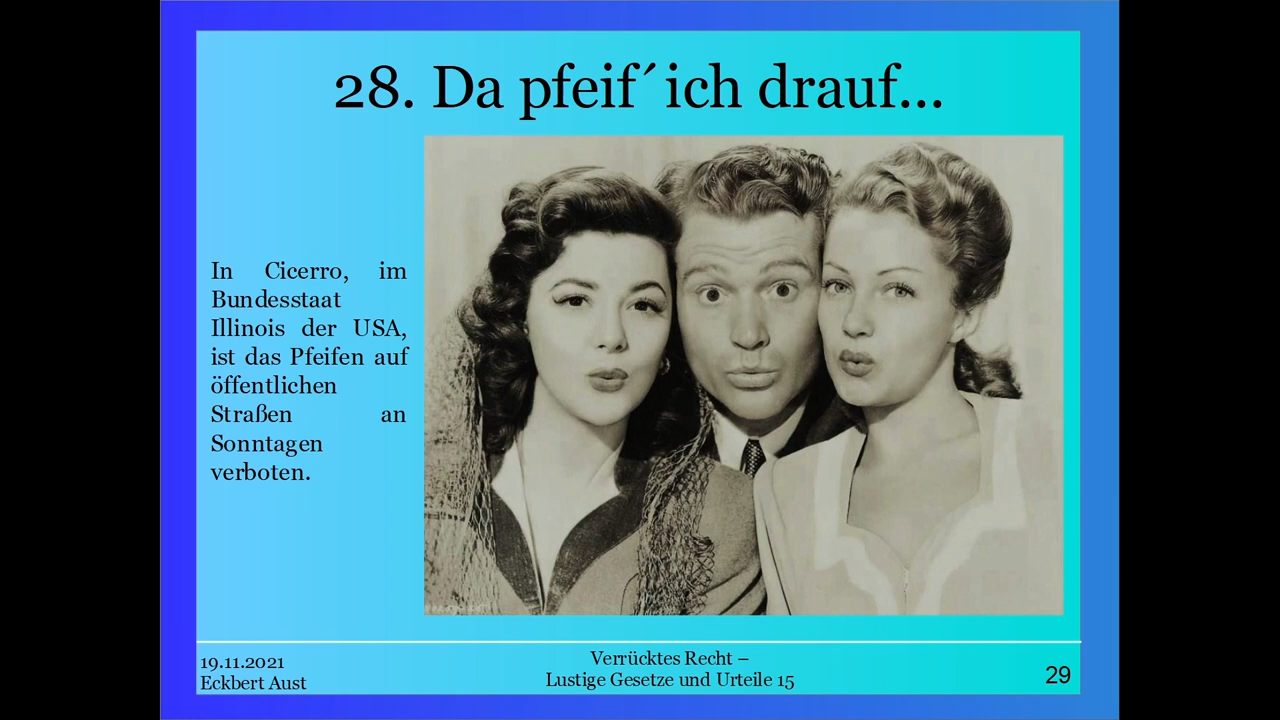 28. Da pfeif´ ich drauf...
In Cicerro, im
Bundesstaat
Illinois der USA,
ist das Pfeifen auf
öffentlichen
Straßen an
Sonntagen
verboten.
19.11.2021
Eckbert Aust
Verrücktes Recht –
Lustige Gesetze und Urteile 15
29